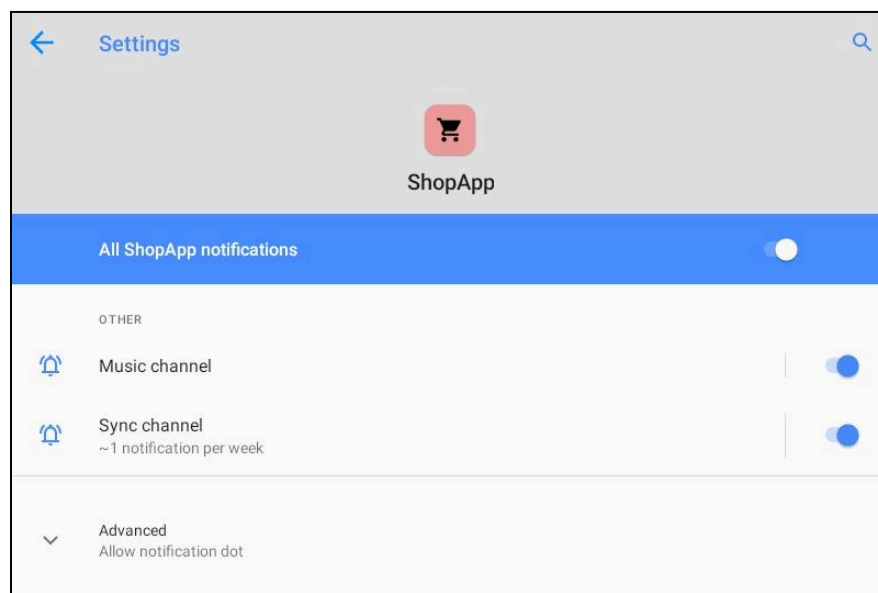 Settings
ShopApp
All ShopApp notifications
OTHER
Music channel
Sync channel
~1 notification per week
Advanced
Allow notification dot